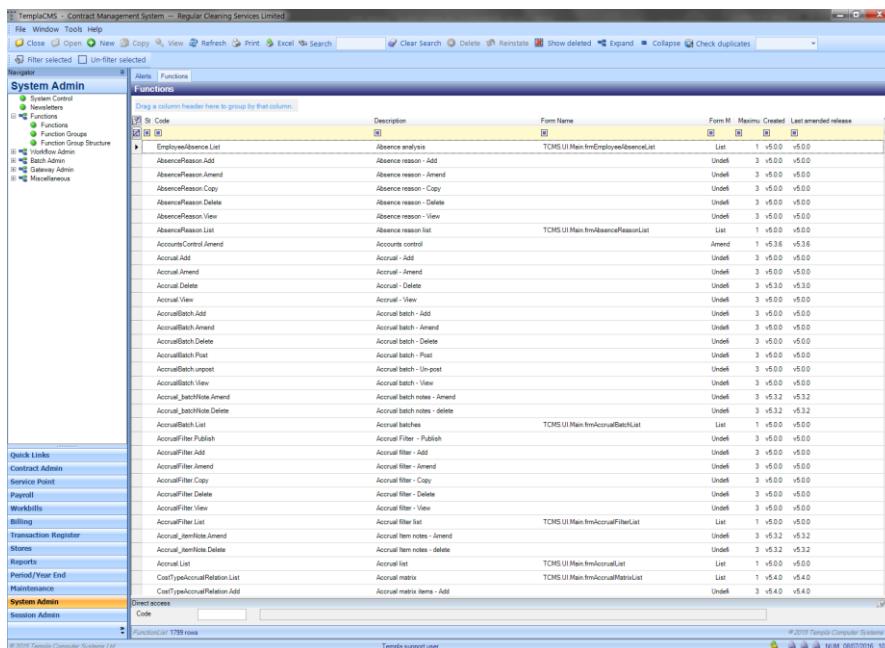 TemplaCMS - Contract Management System -- Regular Cleaning Services Limited
File Window Tools Help
Close Open New Copy View Refresh Print Excel Search Clear Search Delete Reinstate Show deleted Expand Collapse Check duplicates
Filter selected Un-filter selected
Navigator
System Admin
System Control
Newsletters
Functions
Functions
Function Groups
Function Group Structure
Workflow Admin
Batch Admin
Gateway Admin
Miscellaneous
Quick Links
Contract Admin
Service Point
Payroll
Workbills
Billing
Transaction Register
Stores
Reports
Period/Year End
Maintenance
System Admin
Session Admin
Alerts Functions
Functions
Drag a column header here to group by that column.
St Code Description Form Name Form M Maximu Created Last amended release
EmployeeAbsence.List Absence analysis TCMS.UI.Main.frmEmployeeAbsenceList List 1 v5.0.0 v5.0.0
AbsenceReason.Add Absence reason - Add Undefi 3 v5.0.0 v5.0.0
AbsenceReason.Amend Absence reason - Amend Undefi 3 v5.0.0 v5.0.0
AbsenceReason.Copy Absence reason - Copy Undefi 3 v5.0.0 v5.0.0
AbsenceReason.Delete Absence reason - Delete Undefi 3 v5.0.0 v5.0.0
AbsenceReason.View Absence reason - View Undefi 3 v5.0.0 v5.0.0
AbsenceReason.List Absence reason list TCMS.UI.Main.frmAbsenceReasonList List 1 v5.0.0 v5.0.0
AccountsControl.Amend Accounts control Amend 1 v5.3.6 v5.3.6
Accrual.Add Accrual - Add Undefi 3 v5.0.0 v5.0.0
Accrual.Amend Accrual - Amend Undefi 3 v5.0.0 v5.0.0
Accrual.Delete Accrual - Delete Undefi 3 v5.3.0 v5.3.0
Accrual.View Accrual - View Undefi 3 v5.0.0 v5.0.0
AccrualBatch.Add Accrual batch - Add Undefi 3 v5.0.0 v5.0.0
AccrualBatch.Amend Accrual batch - Amend Undefi 3 v5.0.0 v5.0.0
AccrualBatch.Delete Accrual batch - Delete Undefi 3 v5.0.0 v5.0.0
AccrualBatch.Post Accrual batch - Post Undefi 3 v5.0.0 v5.0.0
AccrualBatch.unpost Accrual batch - Un-post Undefi 3 v5.0.0 v5.0.0
AccrualBatch.View Accrual batch - View Undefi 3 v5.0.0 v5.0.0
Accrual_batchNote.Amend Accrual batch notes - Amend Undefi 3 v5.3.2 v5.3.2
Accrual_batchNote.Delete Accrual batch notes - delete Undefi 3 v5.3.2 v5.3.2
AccrualBatch.List Accrual batches TCMS.UI.Main.frmAccrualBatchList List 1 v5.0.0 v5.0.0
AccrualFilter.Publish Accrual Filter - Publish Undefi 3 v5.0.0 v5.0.0
AccrualFilter.Add Accrual filter - Add Undefi 3 v5.0.0 v5.0.0
AccrualFilter.Amend Accrual filter - Amend Undefi 3 v5.0.0 v5.0.0
AccrualFilter.Copy Accrual filter - Copy Undefi 3 v5.0.0 v5.0.0
AccrualFilter.Delete Accrual filter - Delete Undefi 3 v5.0.0 v5.0.0
AccrualFilter.View Accrual filter - View Undefi 3 v5.0.0 v5.0.0
AccrualFilter.List Accrual filter list TCMS.UI.Main.frmAccrualFilterList List 1 v5.0.0 v5.0.0
Accrual_itemNote.Amend Accrual Item notes - Amend Undefi 3 v5.3.2 v5.3.2
Accrual_itemNote.Delete Accrual Item notes - delete Undefi 3 v5.3.2 v5.3.2
Accrual.List Accrual list TCMS.UI.Main.frmAccrualList List 1 v5.0.0 v5.0.0
CostTypeAccrualRelation.List Accrual matrix TCMS.UI.Main.frmAccrualMatrixList List 1 v5.4.0 v5.4.0
CostTypeAccrualRelation.Add Accrual matrix items - Add Undefi 3 v5.4.0 v5.4.0
Direct access
Code
FunctionList: 1799 rows © 2015 Templa Computer Systems
© 2015 Templa Computer Systems Ltd Templa support user NUM 08/07/2016 10